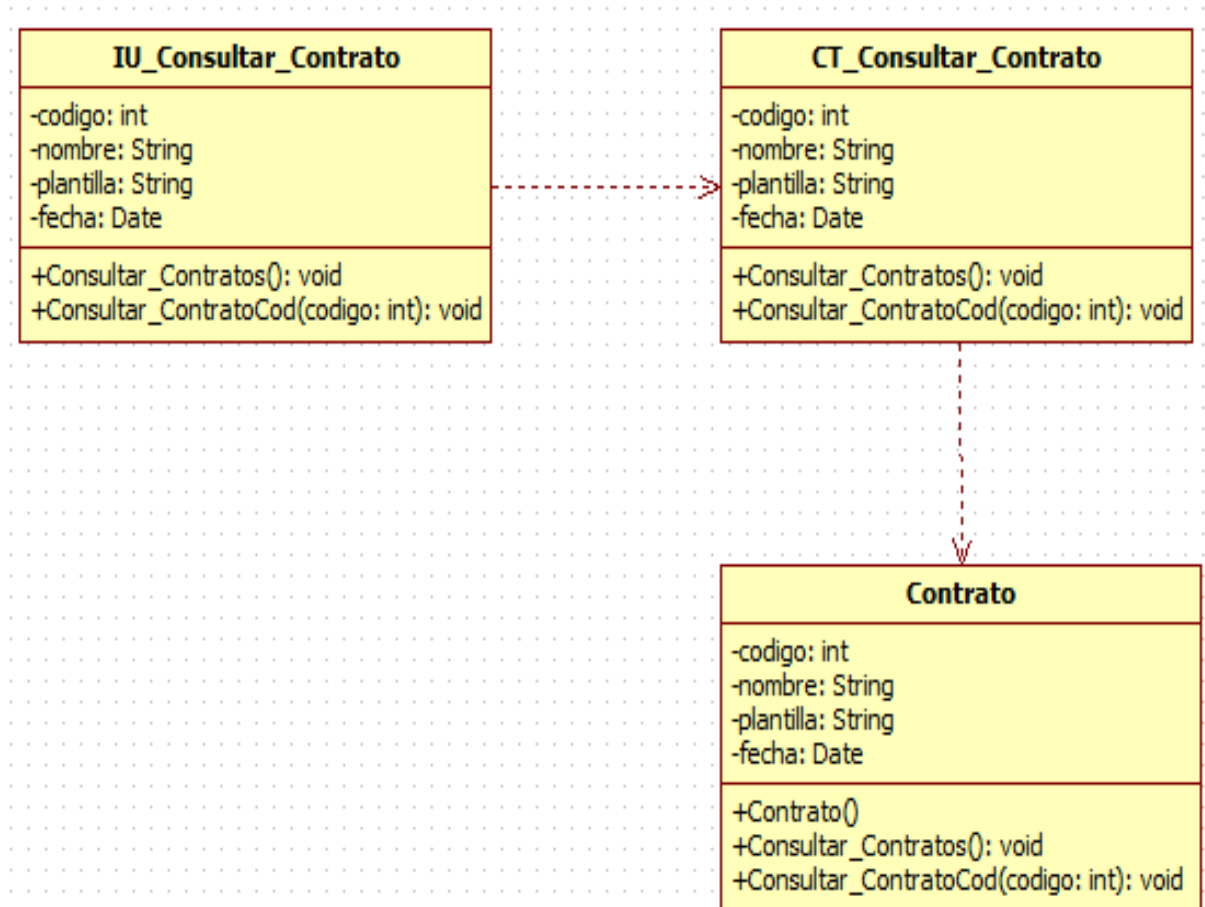 IU_Consultar_Contrato
-codigo: int
-nombre: String
-plantilla: String
-fecha: Date
+Consultar_Contratos(): void
+Consultar_ContratoCod(codigo: int): void
CT_Consultar_Contrato
-codigo: int
-nombre: String
-plantilla: String
-fecha: Date
+Consultar_Contratos(): void
+Consultar_ContratoCod(codigo: int): void
Contrato
-codigo: int
-nombre: String
-plantilla: String
-fecha: Date
+Contrato()
+Consultar_Contratos(): void
+Consultar_ContratoCod(codigo: int): void